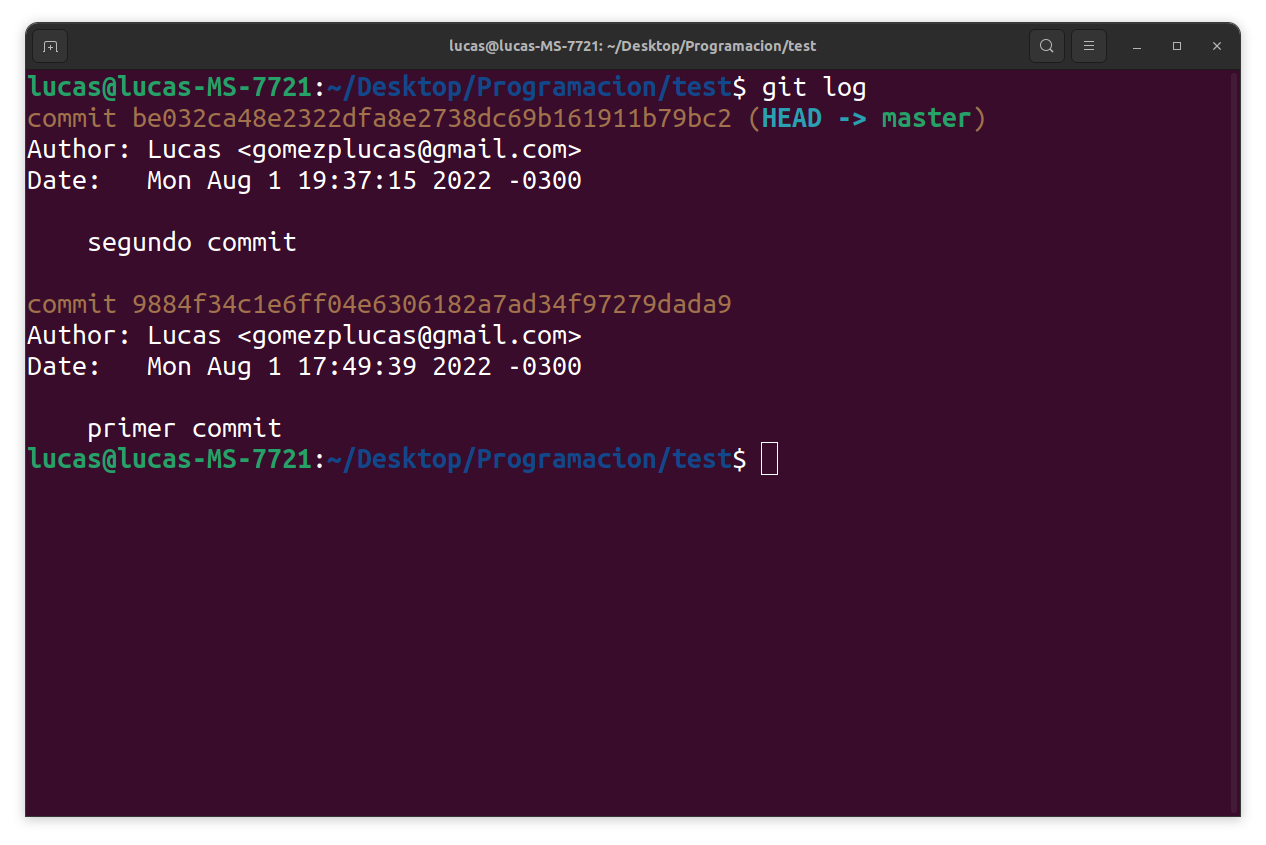 lucas@lucas-MS-7721: ~/Desktop/Programacion/test
lucas@lucas-MS-7721:~/Desktop/Programacion/test$ git log
commit be032ca48e2322dfa8e2738dc69b161911b79bc2 (HEAD -> master)
Author: Lucas <gomezplucas@gmail.com>
Date:   Mon Aug 1 19:37:15 2022 -0300
    segundo commit
commit 9884f34c1e6ff04e6306182a7ad34f97279dada9
Author: Lucas <gomezplucas@gmail.com>
Date:   Mon Aug 1 17:49:39 2022 -0300
    primer commit
lucas@lucas-MS-7721:~/Desktop/Programacion/test$